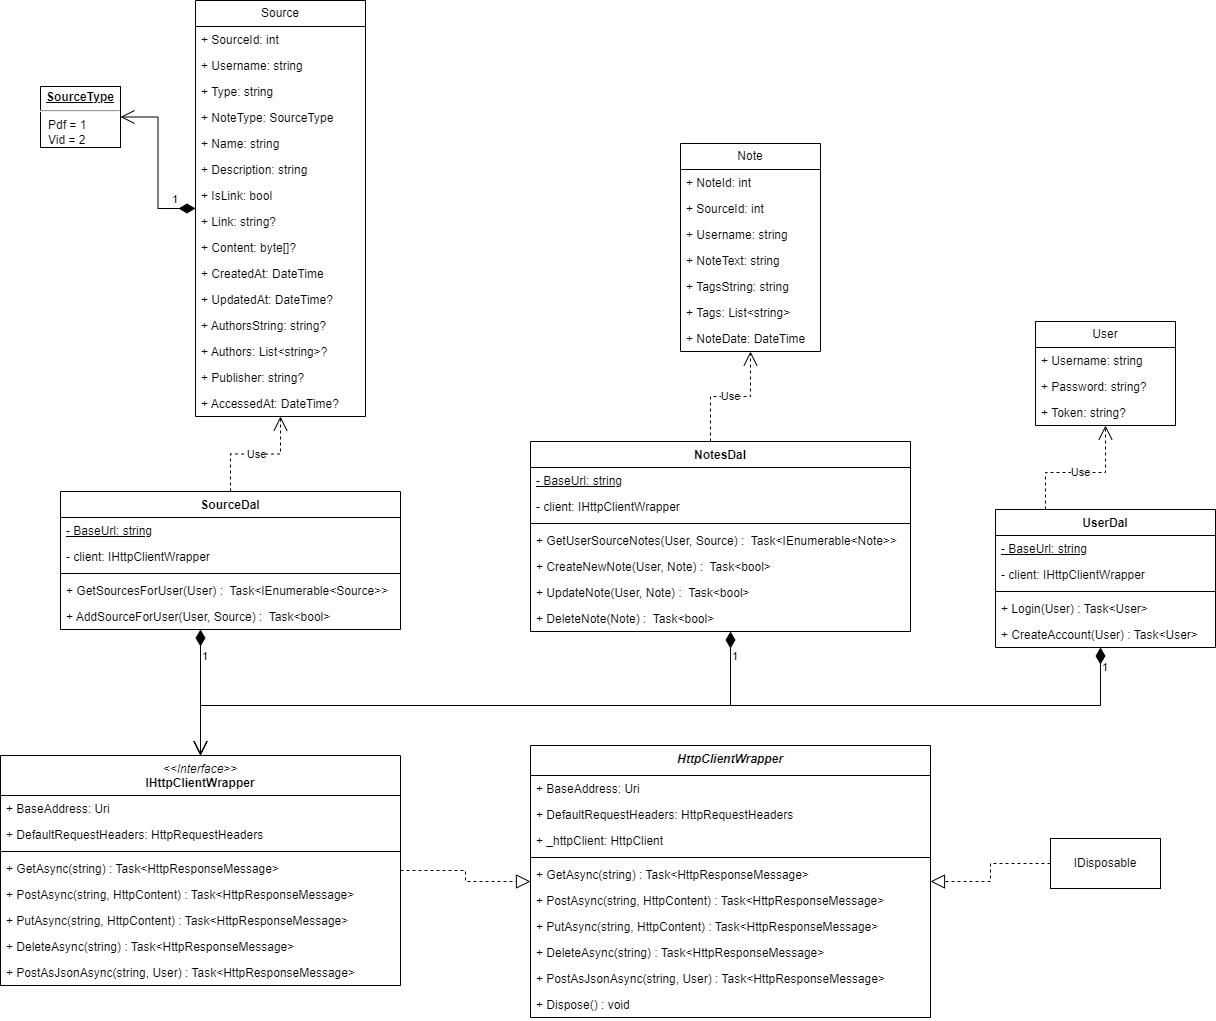 Source
+ SourceId: int
+ Username: string
+ Type: string
+ NoteType: SourceType
+ Name: string
+ Description: string
+ IsLink: bool
+ Link: string?
+ Content: byte[]?
+ CreatedAt: DateTime
+ UpdatedAt: DateTime?
+ AuthorsString: string?
+ Authors: List<string>?
+ Publisher: string?
+ AccessedAt: DateTime?
SourceType
Pdf = 1
Vid = 2
1
Note
+ NoteId: int
+ SourceId: int
+ Username: string
+ NoteText: string
+ TagsString: string
+ Tags: List<string>
+ NoteDate: DateTime
User
+ Username: string
+ Password: string?
+ Token: string?
Use
Use
Use
SourceDal
- BaseUrl: string
- client: IHttpClientWrapper
+ GetSourcesForUser(User) : Task<IEnumerable<Source>>
+ AddSourceForUser(User, Source) : Task<bool>
1
NotesDal
- BaseUrl: string
- client: IHttpClientWrapper
+ GetUserSourceNotes(User, Source) : Task<IEnumerable<Note>>
+ CreateNewNote(User, Note) : Task<bool>
+ UpdateNote(User, Note) : Task<bool>
+ DeleteNote(Note) : Task<bool>
1
UserDal
- BaseUrl: string
- client: IHttpClientWrapper
+ Login(User) : Task<User>
+ CreateAccount(User) : Task<User>
1
<<Interface>>
IHttpClientWrapper
+ BaseAddress: Uri
+ DefaultRequestHeaders: HttpRequestHeaders
+ GetAsync(string) : Task<HttpResponseMessage>
+ PostAsync(string, HttpContent) : Task<HttpResponseMessage>
+ PutAsync(string, HttpContent) : Task<HttpResponseMessage>
+ DeleteAsync(string) : Task<HttpResponseMessage>
+ PostAsJsonAsync(string, User) : Task<HttpResponseMessage>
HttpClientWrapper
+ BaseAddress: Uri
+ DefaultRequestHeaders: HttpRequestHeaders
+ _httpClient: HttpClient
+ GetAsync(string) : Task<HttpResponseMessage>
+ PostAsync(string, HttpContent) : Task<HttpResponseMessage>
+ PutAsync(string, HttpContent) : Task<HttpResponseMessage>
+ DeleteAsync(string) : Task<HttpResponseMessage>
+ PostAsJsonAsync(string, User) : Task<HttpResponseMessage>
+ Dispose() : void
IDisposable